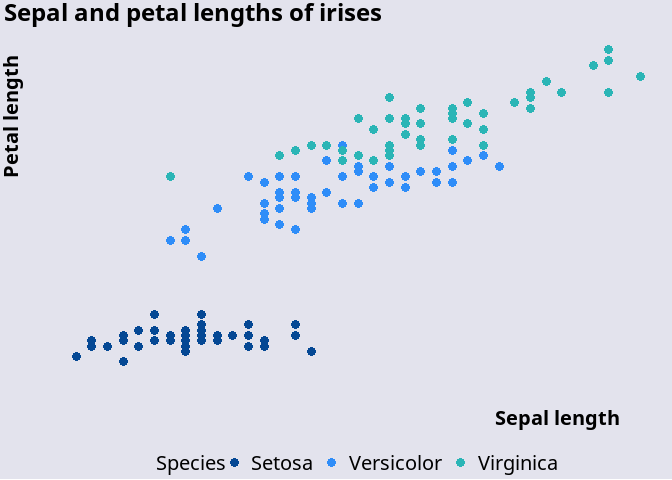 Sepal and petal lengths of irises
Petal length
Sepal length
Species Setosa Versicolor Virginica